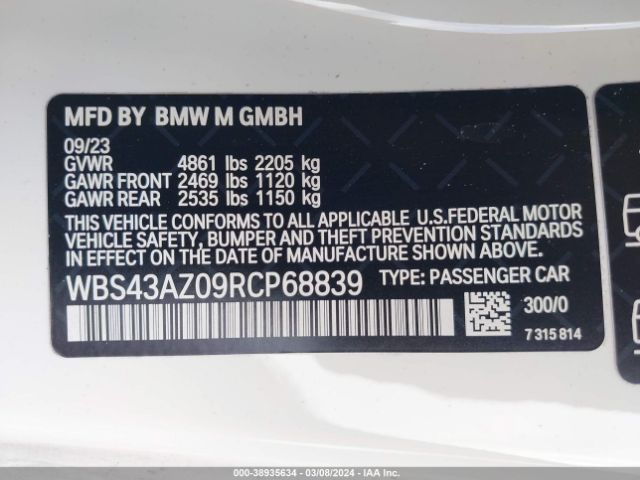 MFD BY BMW M GMBH
09/23
GVWR 4861 lbs 2205 kg
GAWR FRONT 2469 lbs 1120 kg
GAWR REAR 2535 lbs 1150 kg
THIS VEHICLE CONFORMS TO ALL APPLICABLE U.S.FEDERAL MOTOR
VEHICLE SAFETY, BUMPER AND THEFT PREVENTION STANDARDS
IN EFFECT ON THE DATE OF MANUFACTURE SHOWN ABOVE.
WBS43AZ09RCP68839 TYPE: PASSENGER CAR
300/0
7 315 814
000-38935634 - 03/08/2024 - IAA Inc.